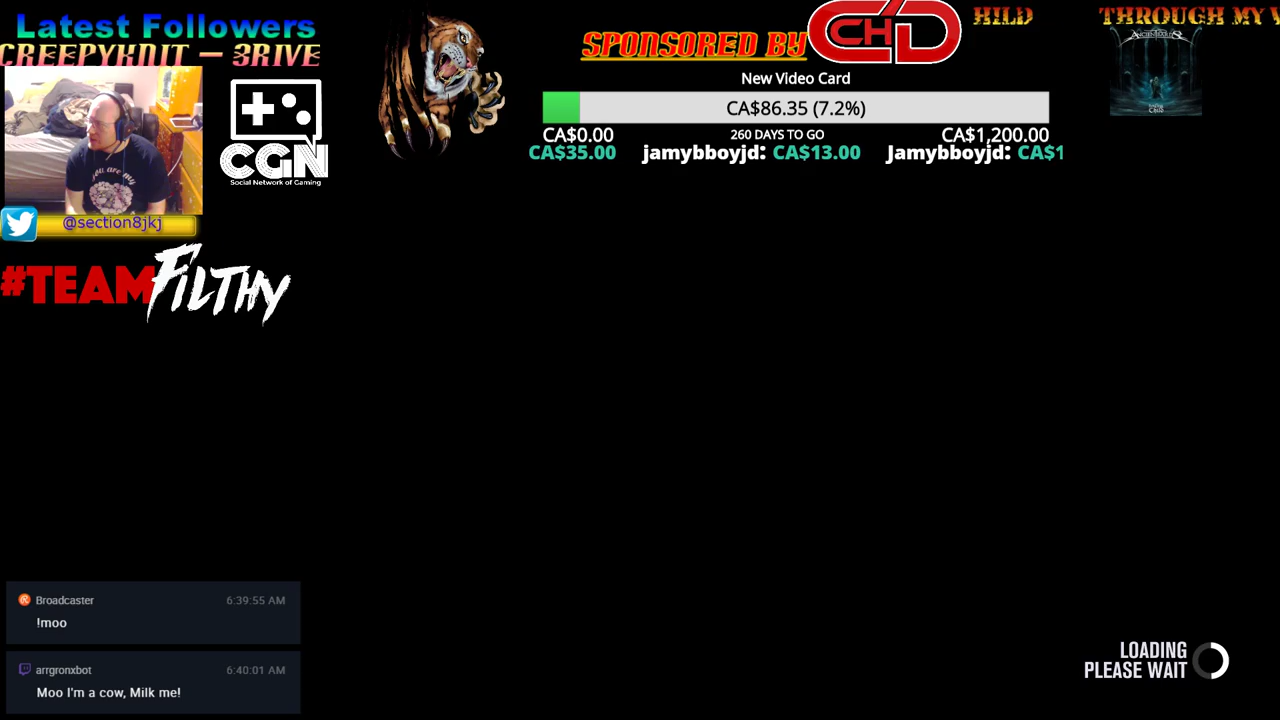 Latest Followers
CREEPYKNIT — 3RIVE
you are my
@section8jkj
CGN
Social Network of Gaming
#TEAMFILTHY
SPONSORED BY
CHD
New Video Card
CA$86.35 (7.2%)
CA$0.00
260 DAYS TO GO
CA$1,200.00
CA$35.00 jamybboyjd: CA$13.00 Jamybboyjd: CA$1
HILD THROUGH MY
Broadcaster 6:39:55 AM
!moo
arrgronxbot 6:40:01 AM
Moo I'm a cow, Milk me!
LOADING
PLEASE WAIT